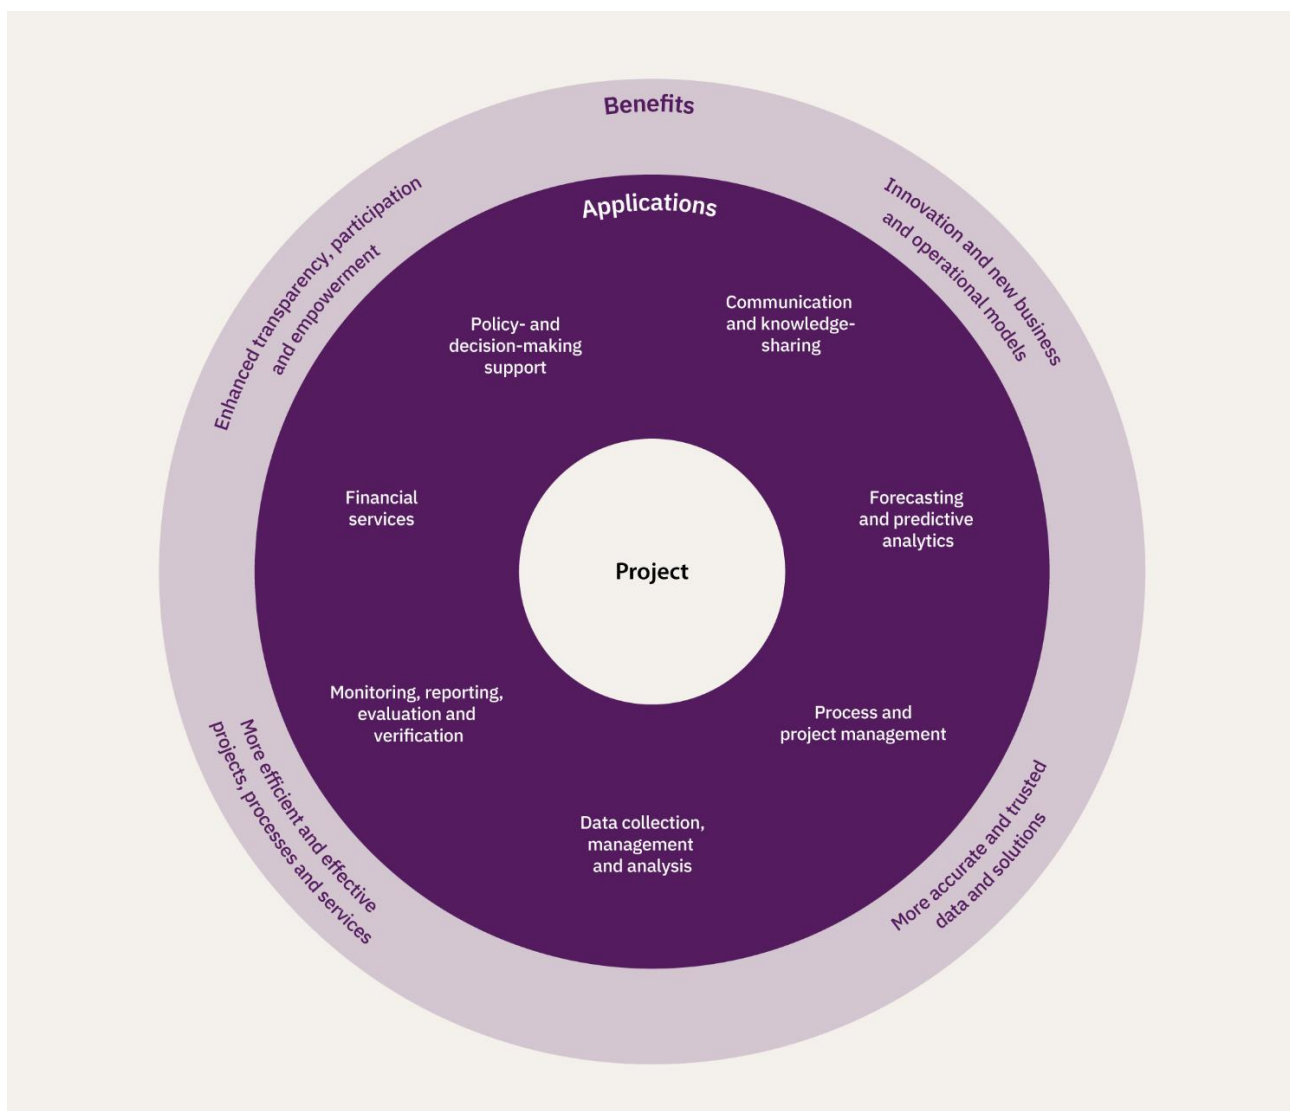 Benefits
Enhanced transparency, participation
and empowerment
Innovation and new business
and operational models
Applications
Policy- and
decision-making
support
Communication
and knowledge-
sharing
Financial
services
Forecasting
and predictive
analytics
Project
Monitoring, reporting,
evaluation and
verification
Process and
project management
Data collection,
management
and analysis
More efficient and effective
projects, processes and services
More accurate and trusted
data and solutions